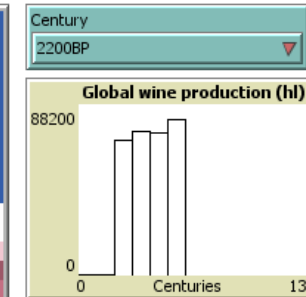 Century
2200BP
Global wine production (hl)
88200
0
0
Centuries
13